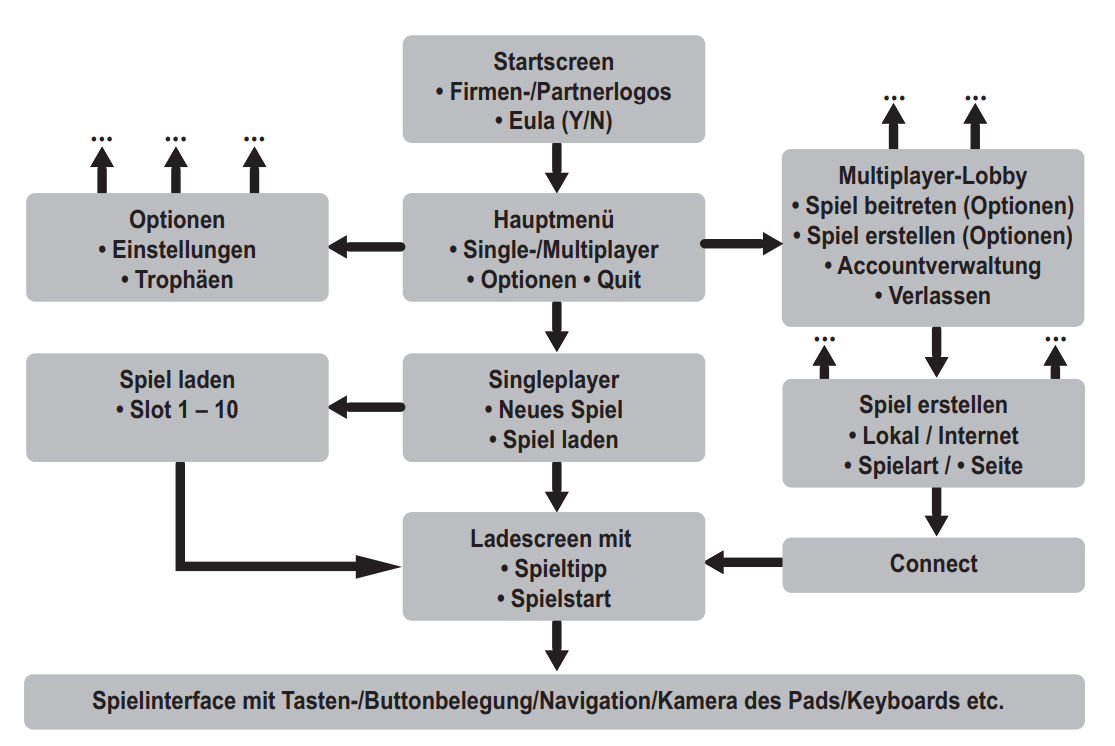 Startscreen
• Firmen-/Partnerlogos
• Eula (Y/N)
...
...
...
...
...
Optionen
• Einstellungen
• Trophäen
Hauptmenü
• Single-/Multiplayer
• Optionen • Quit
Multiplayer-Lobby
• Spiel beitreten (Optionen)
• Spiel erstellen (Optionen)
• Accountverwaltung
• Verlassen
Spiel laden
• Slot 1 – 10
Singleplayer
• Neues Spiel
• Spiel laden
...
...
Spiel erstellen
• Lokal / Internet
• Spielart / • Seite
Ladescreen mit
• Spieltipp
• Spielstart
Connect
Spielinterface mit Tasten-/Buttonbelegung/Navigation/Kamera des Pads/Keyboards etc.